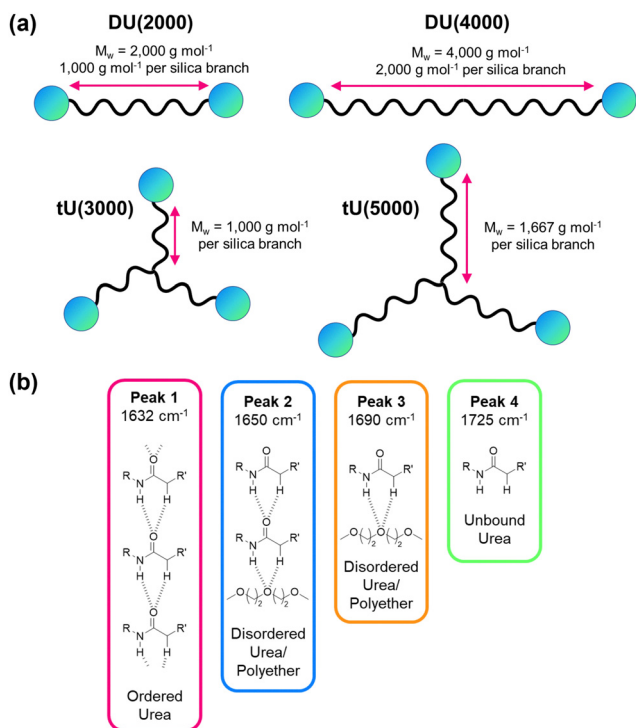 (a)
DU(2000)
Mw = 2,000 g mol⁻¹
1,000 g mol⁻¹ per silica branch
DU(4000)
Mw = 4,000 g mol⁻¹
2,000 g mol⁻¹ per silica branch
tU(3000)
Mw = 1,000 g mol⁻¹
per silica branch
tU(5000)
Mw = 1,667 g mol⁻¹
per silica branch
(b)
Peak 1
1632 cm⁻¹
O
R N R'
H H
O
R N R'
H H
O
R N R'
H H
Ordered
Urea
Peak 2
1650 cm⁻¹
O
R N R'
H H
O
R N R'
H H
O ( )2 O ( )2 O
Disordered
Urea/
Polyether
Peak 3
1690 cm⁻¹
O
R N R'
H H
O ( )2 O ( )2 O
Disordered
Urea/
Polyether
Peak 4
1725 cm⁻¹
O
R N R'
H H
Unbound
Urea